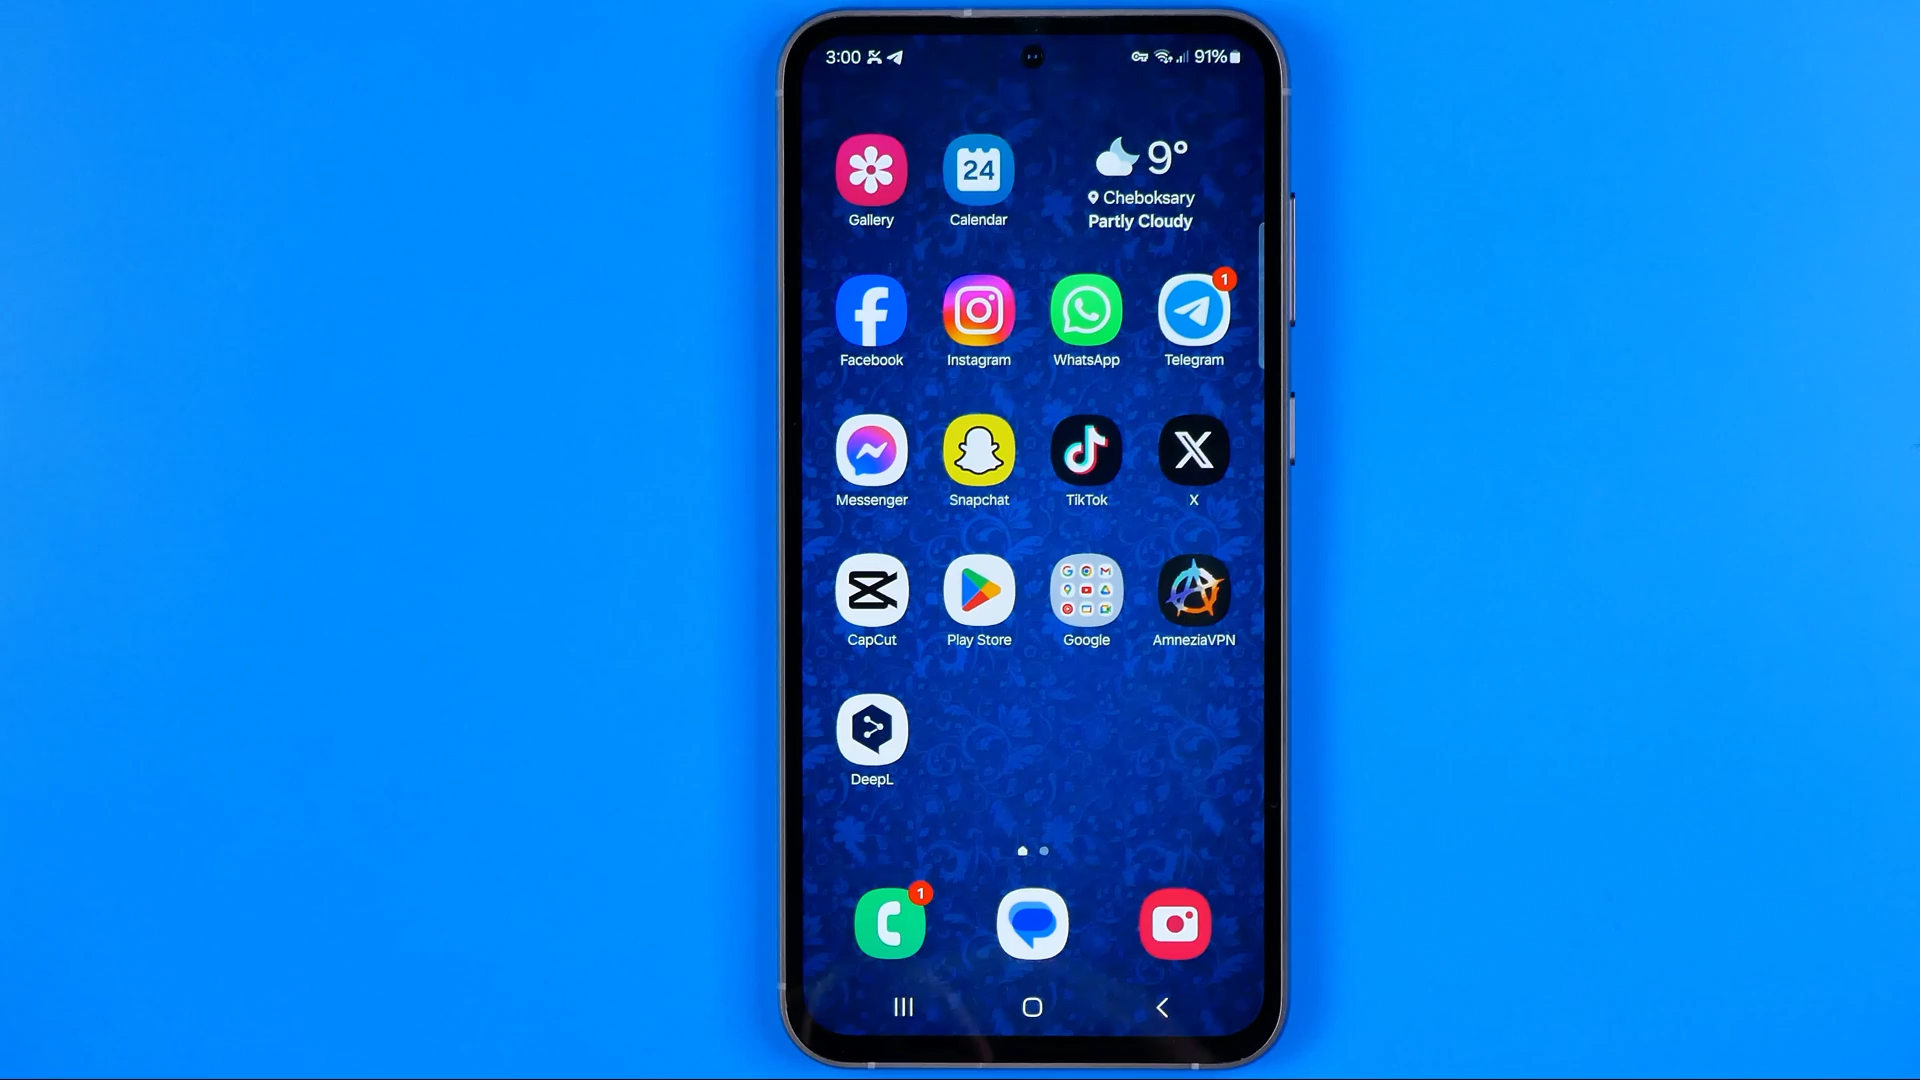 3:00
91%
24
9°
Cheboksary
Partly Cloudy
Gallery
Calendar
1
Facebook
Instagram
WhatsApp
Telegram
Messenger
Snapchat
TikTok
X
CapCut
Play Store
Google
AmneziaVPN
DeepL
1